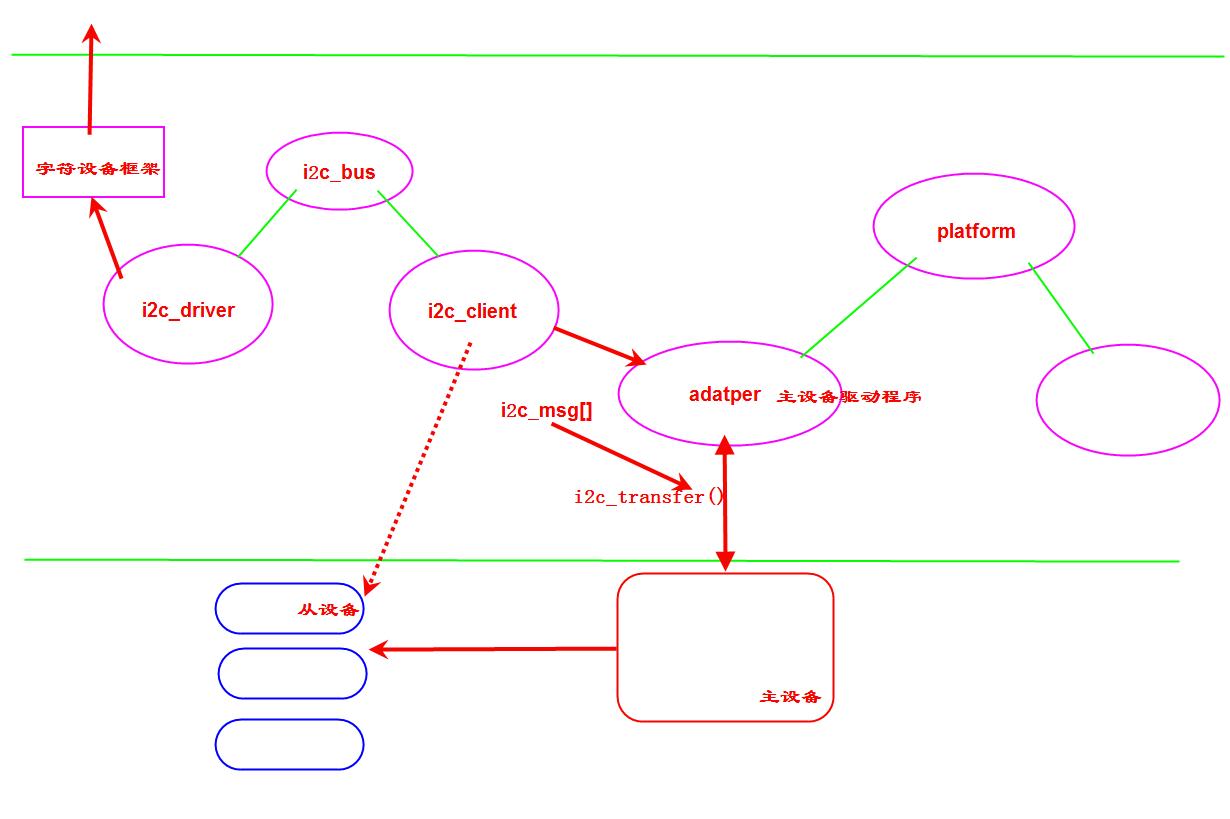 字符设备框架
i2c_bus
platform
i2c_driver
i2c_client
adatper 主设备驱动程序
i2c_msg[]
i2c_transfer()
从设备
主设备